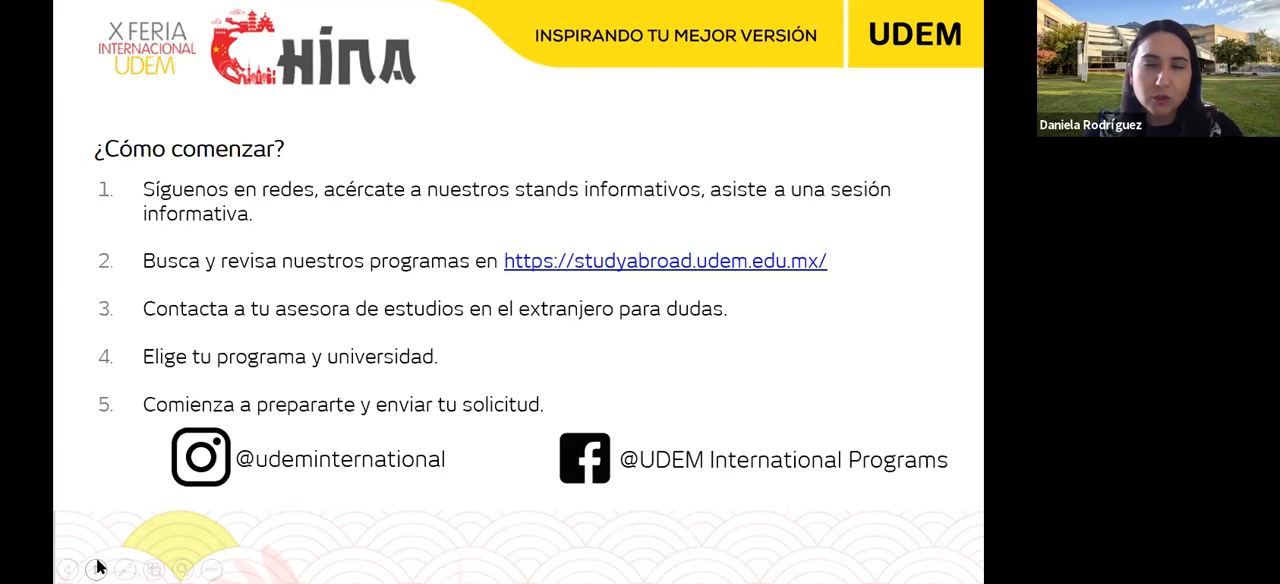 X FERIA
INTERNACIONAL
UDEM
CHINA
INSPIRANDO TU MEJOR VERSIÓN
UDEM
Daniela Rodríguez
¿Cómo comenzar?
1. Síguenos en redes, acércate a nuestros stands informativos, asiste a una sesión
informativa.
2. Busca y revisa nuestros programas en https://studyabroad.udem.edu.mx/
3. Contacta a tu asesora de estudios en el extranjero para dudas.
4. Elige tu programa y universidad.
5. Comienza a prepararte y enviar tu solicitud.
@udeminternational
@UDEM International Programs